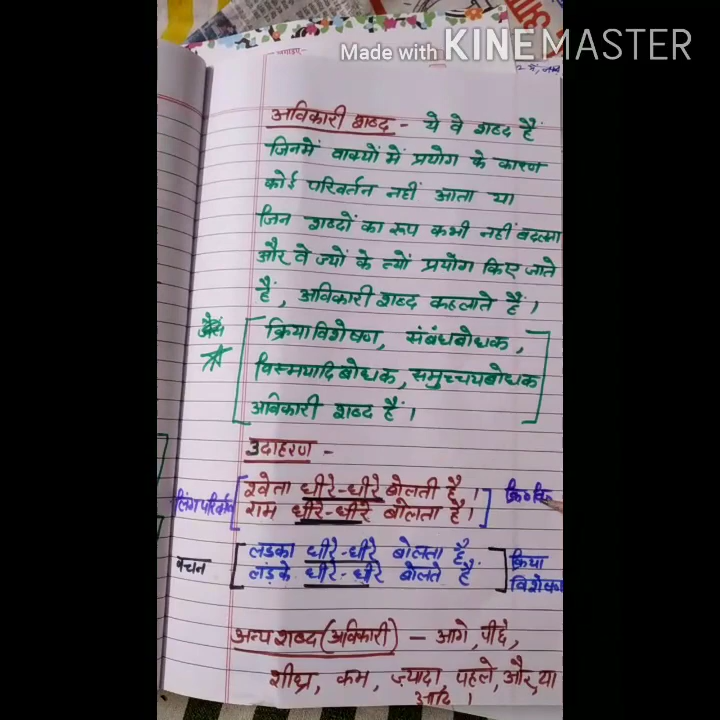 Made with KINEMASTER
अविकारी शब्द - ये वे शब्द हैं
जिनमें वाक्यों में प्रयोग के कारण
कोई परिवर्तन नहीं आता या
जिन शब्दों का रूप कभी नहीं बदलता
और वे ज्यों के त्यों प्रयोग किए जाते
हैं, अविकारी शब्द कहलाते हैं।
जैसे क्रियाविशेषण, संबंधबोधक,
विस्मयादिबोधक, समुच्चयबोधक
अविकारी शब्द हैं।
उदाहरण -
श्वेता धीरे-धीरे बोलती है।
लिंग परिवर्तन राम धीरे-धीरे बोलता है।
लडका धीरे-धीरे बोलता है क्रिया
वचन लड़के धीरे-धीरे बोलते हैं विशेषण
अन्य शब्द (अविकारी) - आगे, पीछे,
शीघ्र, कम, ज़्यादा, पहले, और, या
आदि।